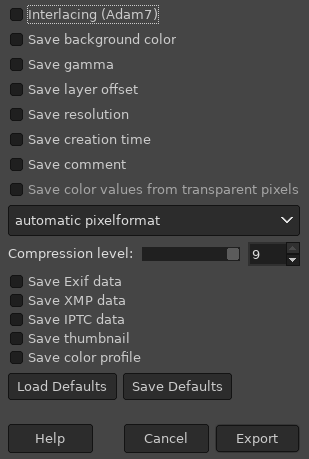 Interlacing (Adam7)
Save background color
Save gamma
Save layer offset
Save resolution
Save creation time
Save comment
Save color values from transparent pixels
automatic pixelformat
Compression level: 9
Save Exif data
Save XMP data
Save IPTC data
Save thumbnail
Save color profile
Load Defaults Save Defaults
Help Cancel Export